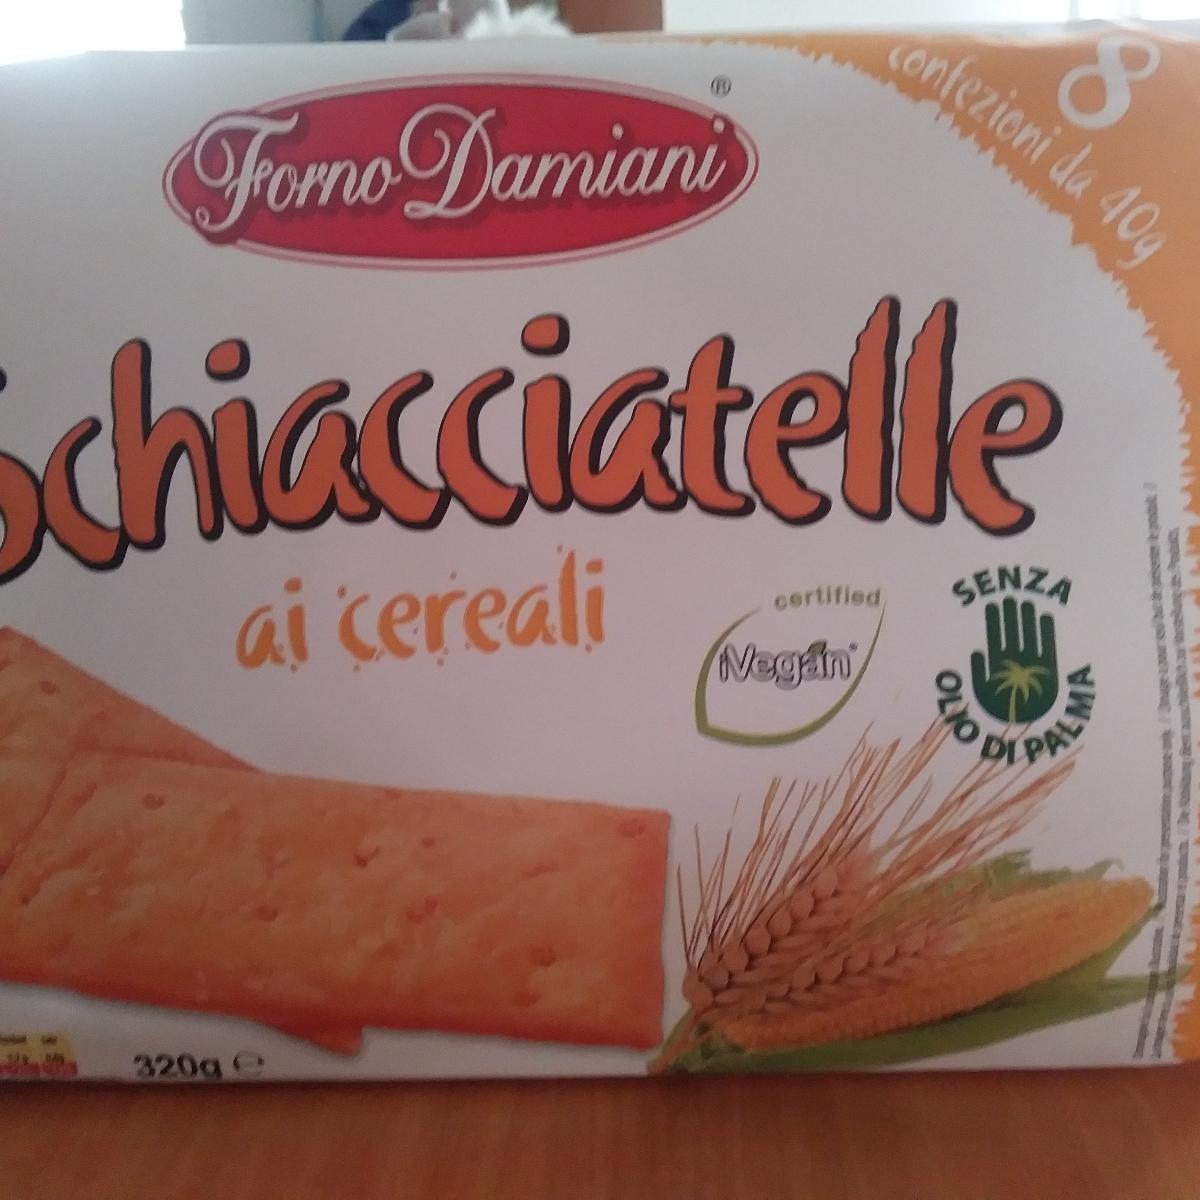 Forno Damiani ®
8
confezioni da 40g
Schiacciatelle
ai cereali
certified
iVegan
SENZA
OLIO DI PALMA
320g ℮